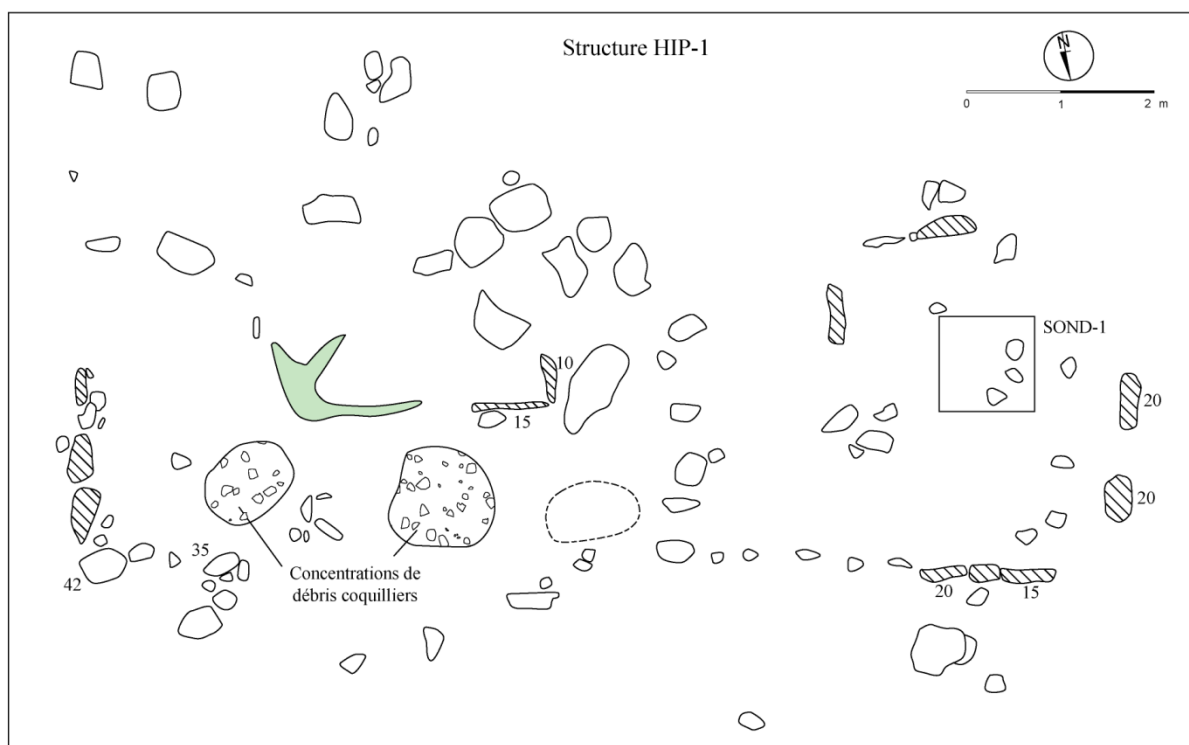 Structure HIP-1
N
0 1 2 m
SOND-1
10
15
20
20
35
42
Concentrations de
débris coquilliers
20
15